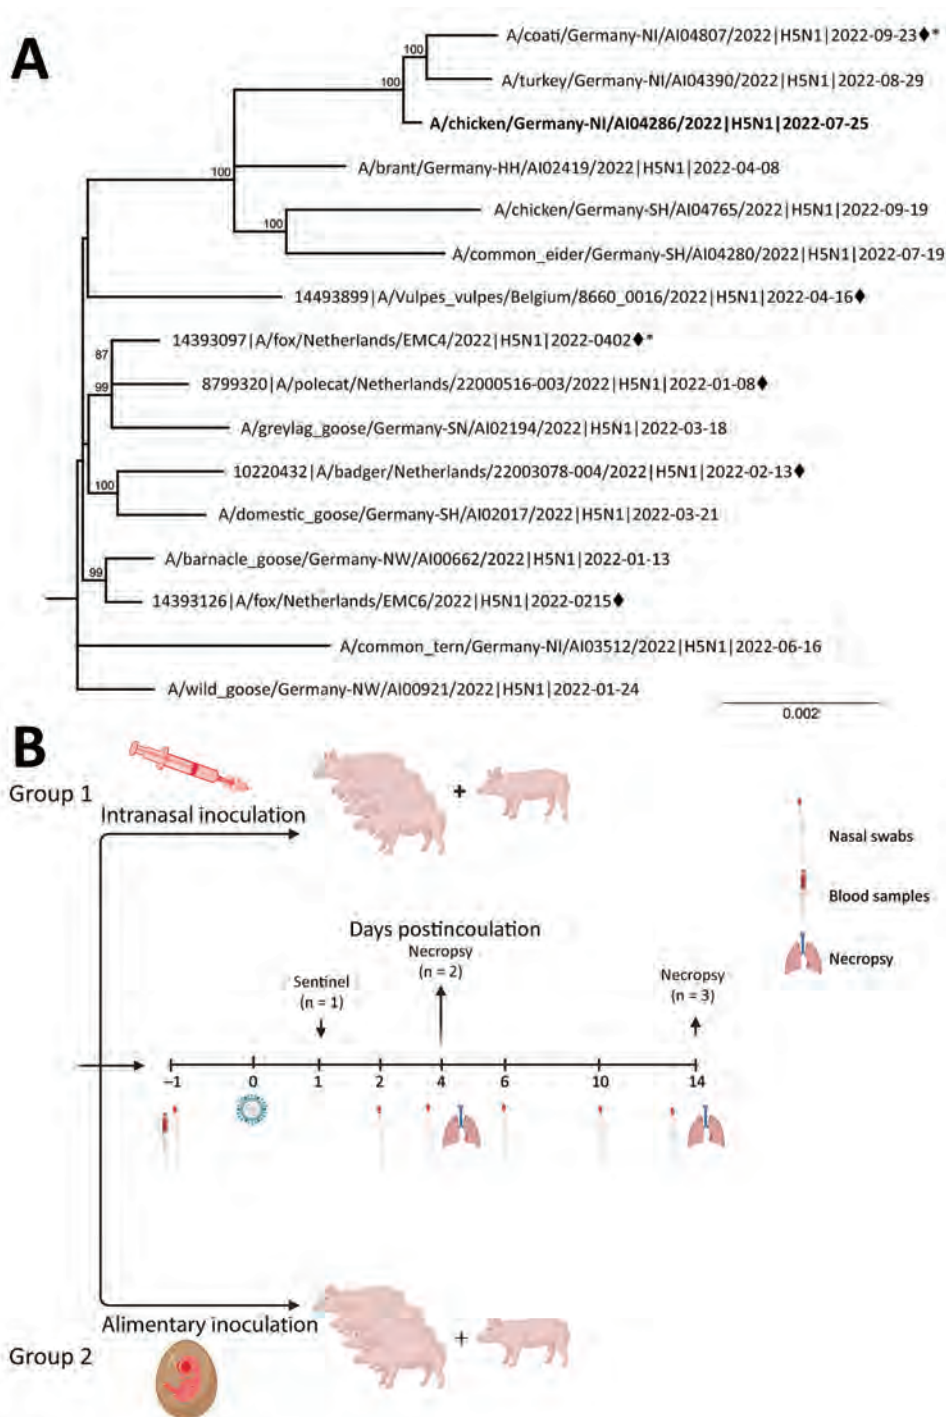 A
100
A/coati/Germany-NI/AI04807/2022|H5N1|2022-09-23♦*
100
A/turkey/Germany-NI/AI04390/2022|H5N1|2022-08-29
A/chicken/Germany-NI/AI04286/2022|H5N1|2022-07-25
100
A/brant/Germany-HH/AI02419/2022|H5N1|2022-04-08
A/chicken/Germany-SH/AI04765/2022|H5N1|2022-09-19
100
A/common_eider/Germany-SH/AI04280/2022|H5N1|2022-07-19
14493899|A/Vulpes_vulpes/Belgium/8660_0016/2022|H5N1|2022-04-16♦
14393097|A/fox/Netherlands/EMC4/2022|H5N1|2022-0402♦*
87
99
8799320|A/polecat/Netherlands/22000516-003/2022|H5N1|2022-01-08♦
A/greylag_goose/Germany-SN/AI02194/2022|H5N1|2022-03-18
10220432|A/badger/Netherlands/22003078-004/2022|H5N1|2022-02-13♦
100
A/domestic_goose/Germany-SH/AI02017/2022|H5N1|2022-03-21
A/barnacle_goose/Germany-NW/AI00662/2022|H5N1|2022-01-13
99
14393126|A/fox/Netherlands/EMC6/2022|H5N1|2022-0215♦
A/common_tern/Germany-NI/AI03512/2022|H5N1|2022-06-16
A/wild_goose/Germany-NW/AI00921/2022|H5N1|2022-01-24
0.002
B
Group 1
Intranasal inoculation
+
Nasal swabs
Blood samples
Necropsy
Days postincoulation
Necropsy
(n = 2)
Sentinel
(n = 1)
Necropsy
(n = 3)
−1 0 1 2 4 6 10 14
Alimentary inoculation
+
Group 2